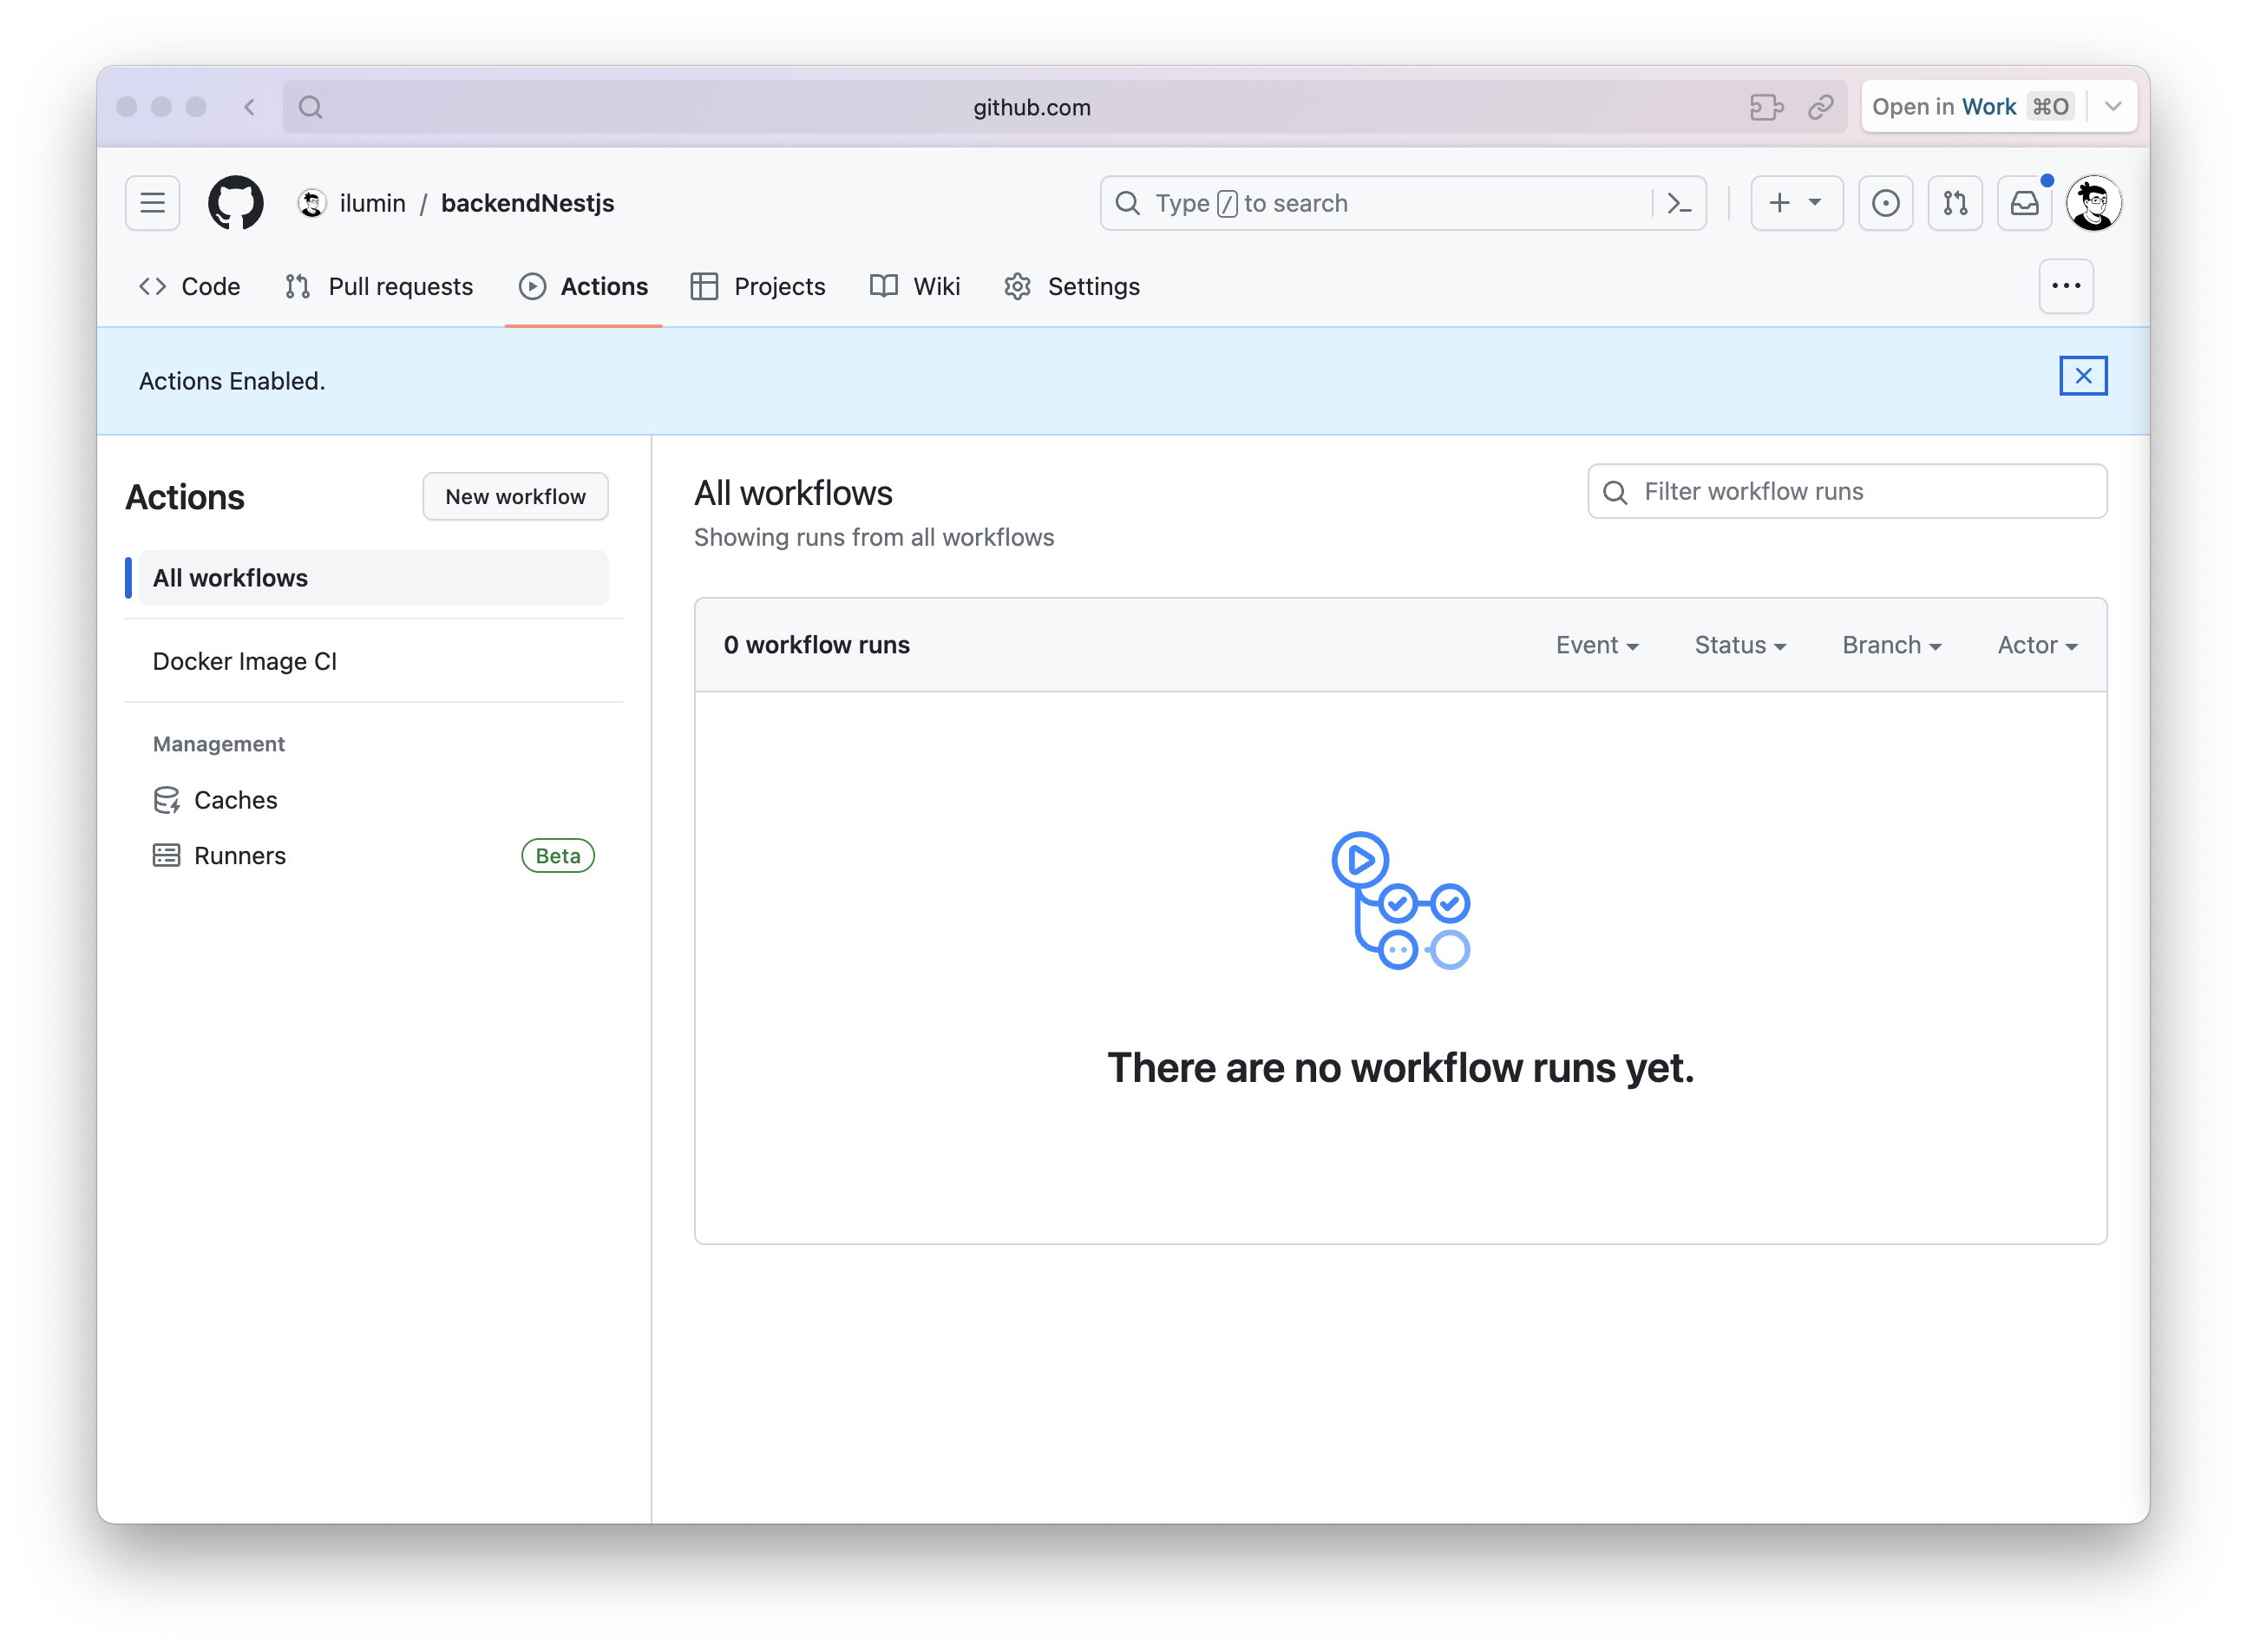 github.com
Open in Work ⌘O
ilumin / backendNestjs
Type / to search
Code Pull requests Actions Projects Wiki Settings
Actions Enabled.
Actions
New workflow
All workflows
Docker Image CI
Management
Caches
Runners Beta
All workflows
Showing runs from all workflows
Filter workflow runs
0 workflow runs Event Status Branch Actor
There are no workflow runs yet.